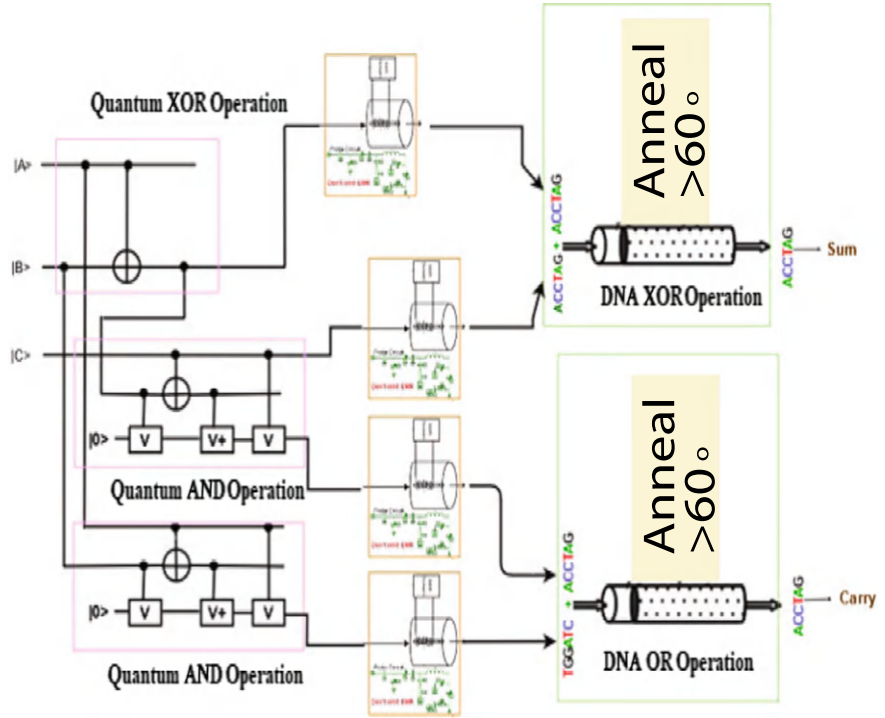 Quantum XOR Operation
|A>
|B>
|C>
|0>
V
V+
V
Quantum AND Operation
|0>
V
V+
V
Quantum AND Operation
ACCTAG + ACCTAG
Anneal
>60°
DNA XOR Operation
ACCTAG
Sum
TGGATC + ACCTAG
Anneal
>60°
DNA OR Operation
ACCTAG
Carry